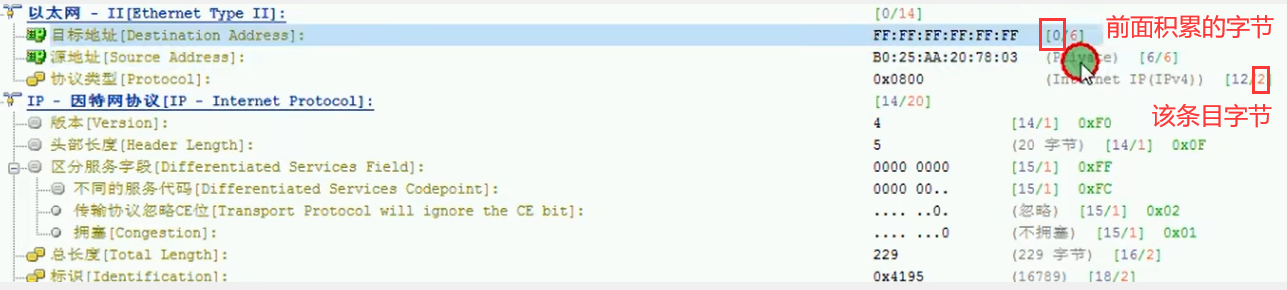 以太网 - II[Ethernet Type II]: [0/14]
目标地址[Destination Address]: FF:FF:FF:FF:FF:FF [0/6] 前面积累的字节
源地址[Source Address]: B0:25:AA:20:78:03 (Private) [6/6]
协议类型[Protocol]: 0x0800 (Internet IP(IPv4)) [12/2]
IP - 因特网协议[IP - Internet Protocol]: [14/20]
该条目字节
版本[Version]: 4 [14/1] 0xF0
头部长度[Header Length]: 5 (20 字节) [14/1] 0x0F
区分服务字段[Differentiated Services Field]: 0000 0000 [15/1] 0xFF
不同的服务代码[Differentiated Services Codepoint]: 0000 00.. [15/1] 0xFC
传输协议忽略CE位[Transport Protocol will ignore the CE bit]: .... ..0. (忽略) [15/1] 0x02
拥塞[Congestion]: .... ...0 (不拥塞) [15/1] 0x01
总长度[Total Length]: 229 (229 字节) [16/2]
标识[Identification]: 0x4195 (16789) [18/2]